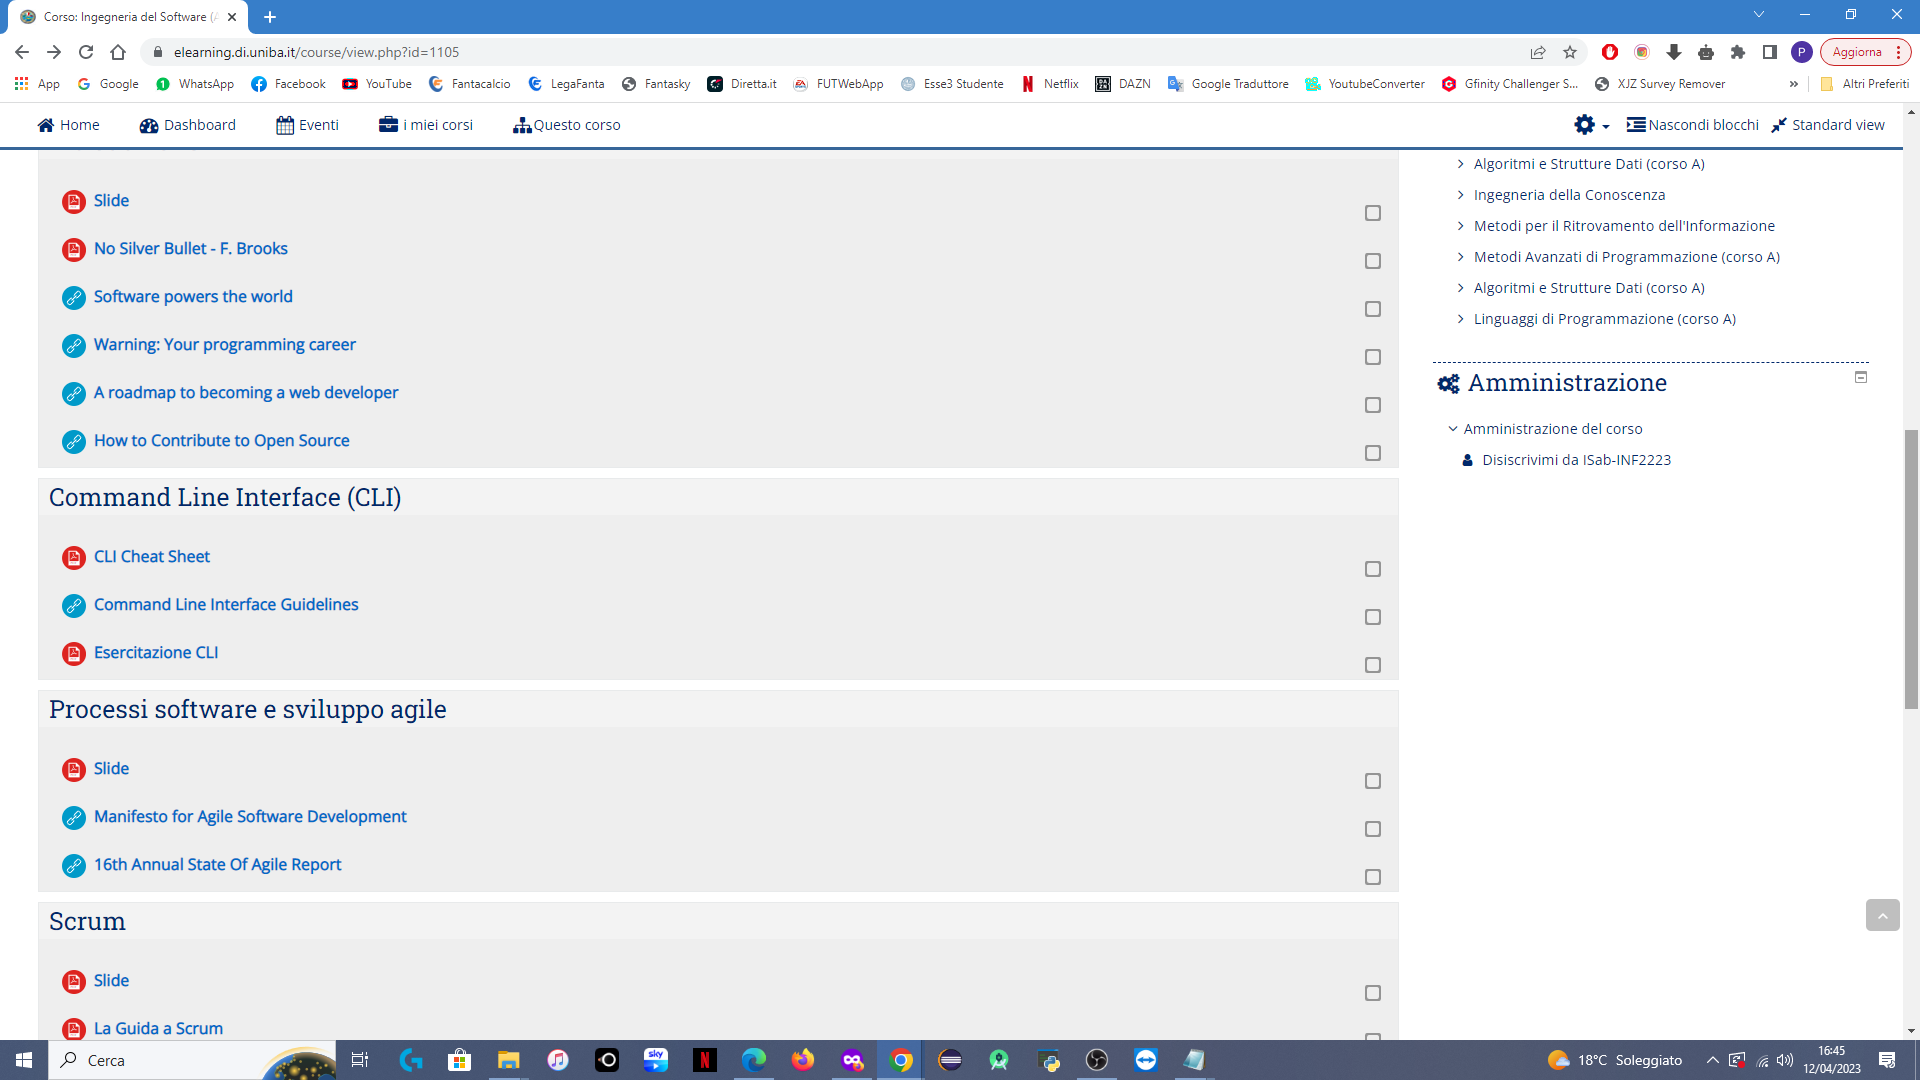 Corso: Ingegneria del Software (A
elearning.di.uniba.it/course/view.php?id=1105
P
Aggiorna
App
Google
WhatsApp
Facebook
YouTube
Fantacalcio
LegaFanta
Fantasky
Diretta.it
FUTWebApp
Esse3 Studente
Netflix
DAZN
Google Traduttore
YoutubeConverter
Gfinity Challenger S...
XJZ Survey Remover
»
Altri Preferiti
Home
Dashboard
Eventi
i miei corsi
Questo corso
Nascondi blocchi
Standard view
Slide
No Silver Bullet - F. Brooks
Software powers the world
Warning: Your programming career
A roadmap to becoming a web developer
How to Contribute to Open Source
Command Line Interface (CLI)
CLI Cheat Sheet
Command Line Interface Guidelines
Esercitazione CLI
Processi software e sviluppo agile
Slide
Manifesto for Agile Software Development
16th Annual State Of Agile Report
Scrum
Slide
La Guida a Scrum
Algoritmi e Strutture Dati (corso A)
Ingegneria della Conoscenza
Metodi per il Ritrovamento dell'Informazione
Metodi Avanzati di Programmazione (corso A)
Algoritmi e Strutture Dati (corso A)
Linguaggi di Programmazione (corso A)
Amministrazione
Amministrazione del corso
Disiscrivimi da ISab-INF2223
Cerca
sky
18°C Soleggiato
16:45
12/04/2023